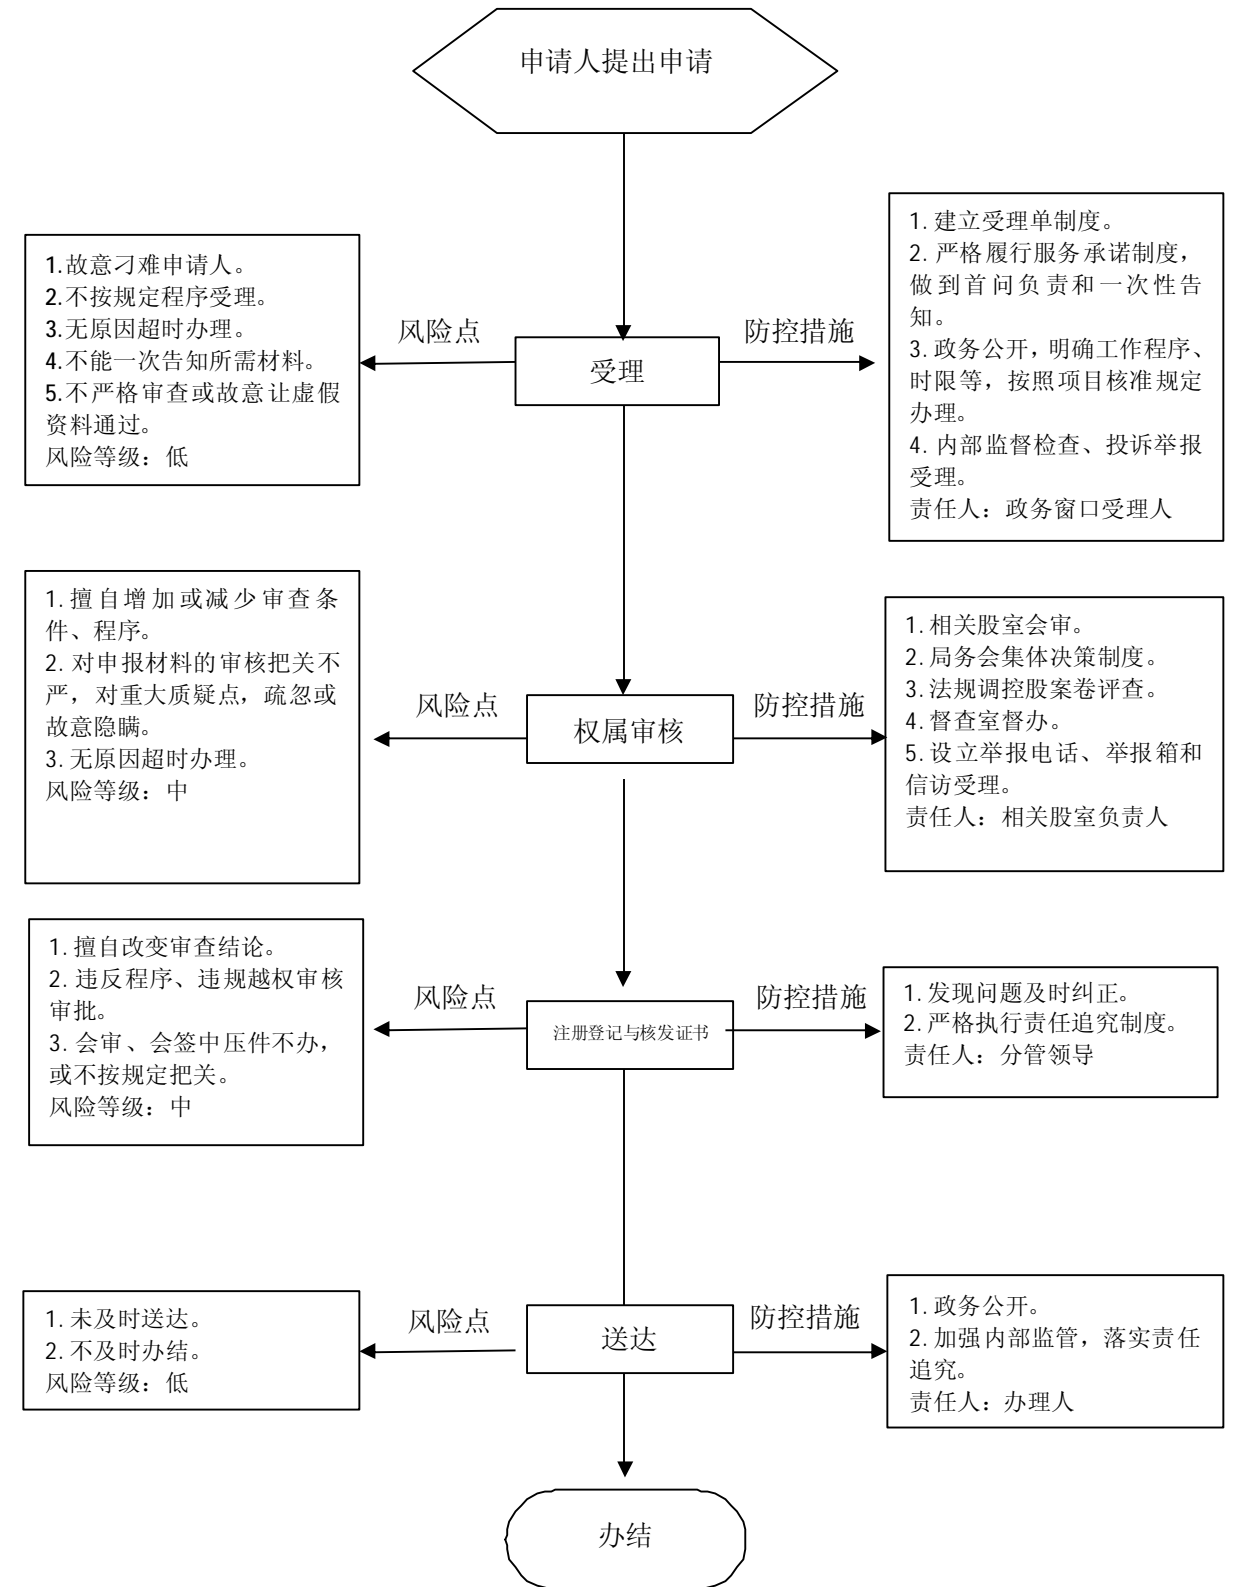 申请人提出申请
1.故意刁难申请人。
2.不按规定程序受理。
3.无原因超时办理。
4.不能一次告知所需材料。
5.不严格审查或故意让虚假
资料通过。
风险等级：低
风险点
受理
防控措施
1.建立受理单制度。
2.严格履行服务承诺制度，
做到首问负责和一次性告
知。
3.政务公开，明确工作程序、
时限等，按照项目核准规定
办理。
4.内部监督检查、投诉举报
受理。
责任人：政务窗口受理人
1.擅自增加或减少审查条
件、程序。
2.对申报材料的审核把关不
严，对重大质疑点，疏忽或
故意隐瞒。
3.无原因超时办理。
风险等级：中
风险点
权属审核
防控措施
1.相关股室会审。
2.局务会集体决策制度。
3.法规调控股案卷评查。
4.督查室督办。
5.设立举报电话、举报箱和
信访受理。
责任人：相关股室负责人
1.擅自改变审查结论。
2.违反程序、违规越权审核
审批。
3.会审、会签中压件不办，
或不按规定把关。
风险等级：中
风险点
注册登记与核发证书
防控措施
1.发现问题及时纠正。
2.严格执行责任追究制度。
责任人：分管领导
1.未及时送达。
2.不及时办结。
风险等级：低
风险点
送达
防控措施
1.政务公开。
2.加强内部监管，落实责任
追究。
责任人：办理人
办结